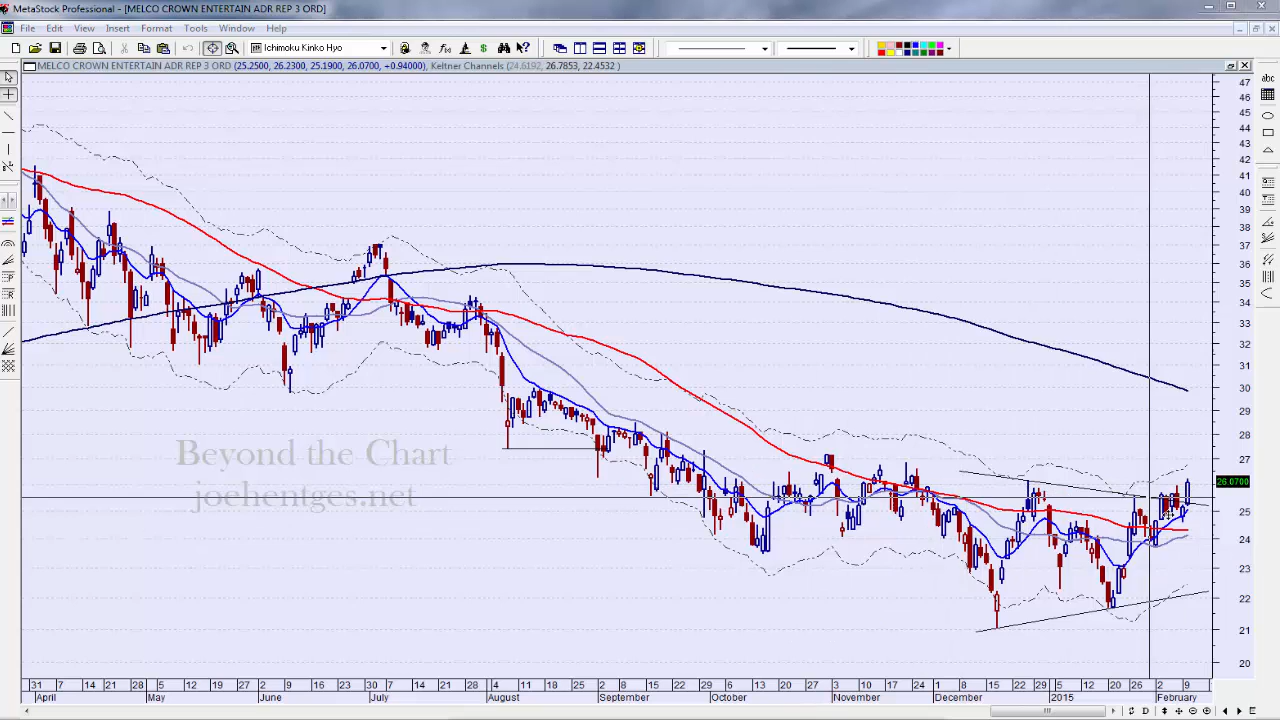 MetaStock Professional - [MELCO CROWN ENTERTAIN ADR REP 3 ORD]
File Edit View Insert Format Tools Window Help
Ichimoku Kinko Hyo
MELCO CROWN ENTERTAIN ADR REP 3 ORD (25.2500, 26.2300, 25.1900, 26.0700, +0.94000), Keltner Channels (24.6192, 26.7853, 22.4532 )
abc
47
46
45
44
43
42
41
40
39
38
37
36
35
34
33
32
31
30
29
28
27
26.0700
25
24
23
22
21
20
Beyond the Chart
joehentges.net
31 7 14 21 28 5 12 19 27 2 9 16 23 30 7 14 21 28 4 11 18 25 2 8 15 22 29 6 13 20 27 3 10 17 24 1 8 15 22 29 5 12 20 26 2 9
April May June July August September October November December 2015 February
D